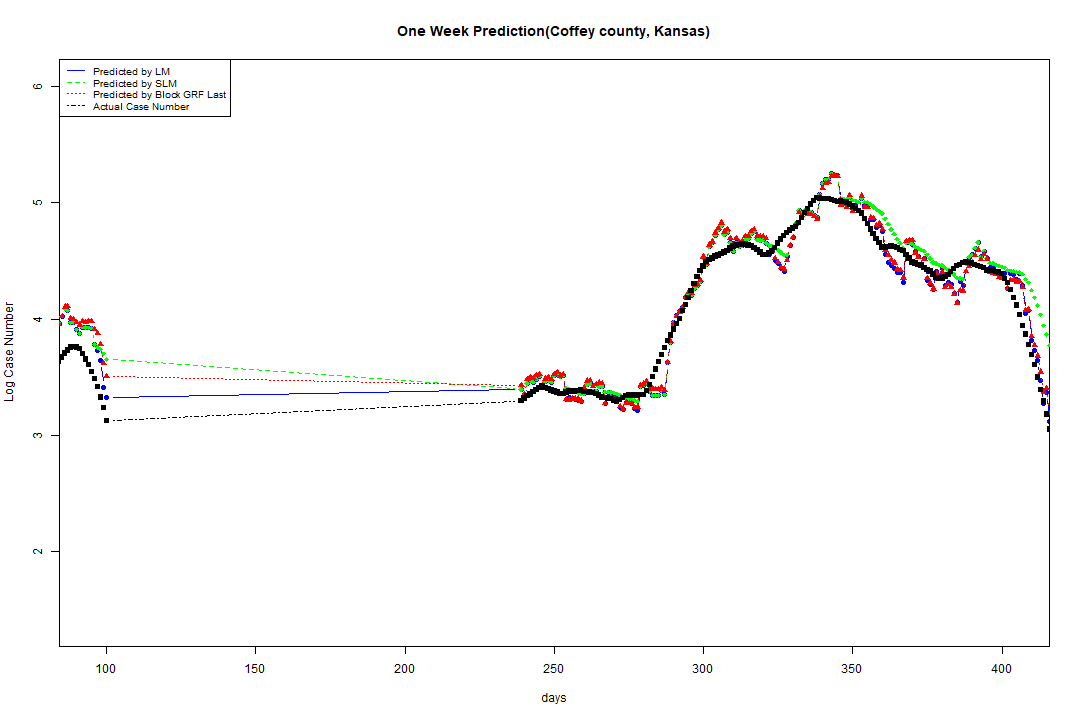 One Week Prediction(Coffey county, Kansas)
Predicted by LM
Predicted by SLM
Predicted by Block GRF Last
Actual Case Number
6
5
4
3
2
Log Case Number
100 150 200 250 300 350 400
days